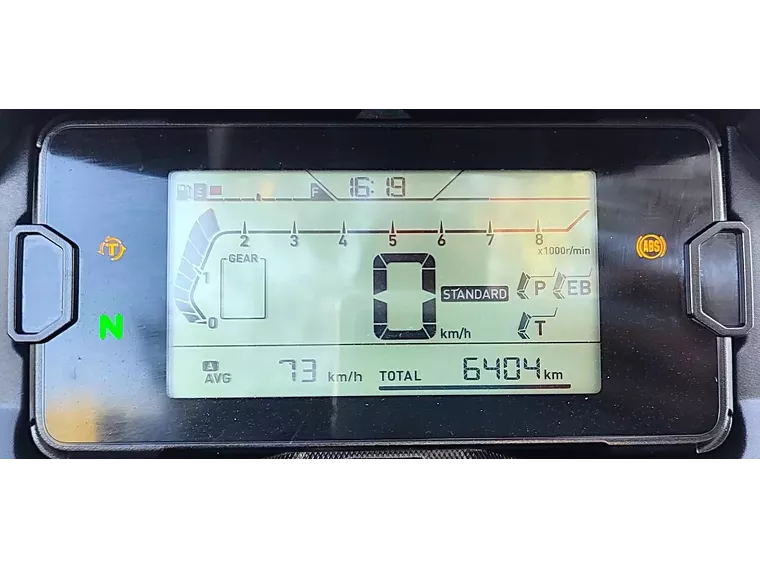 E F 16:19
2 3 4 5 6 7 8
x1000r/min
T ABS
GEAR
1
0 STANDARD P EB
N
0 km/h T
A
AVG 73 km/h TOTAL 6404 km